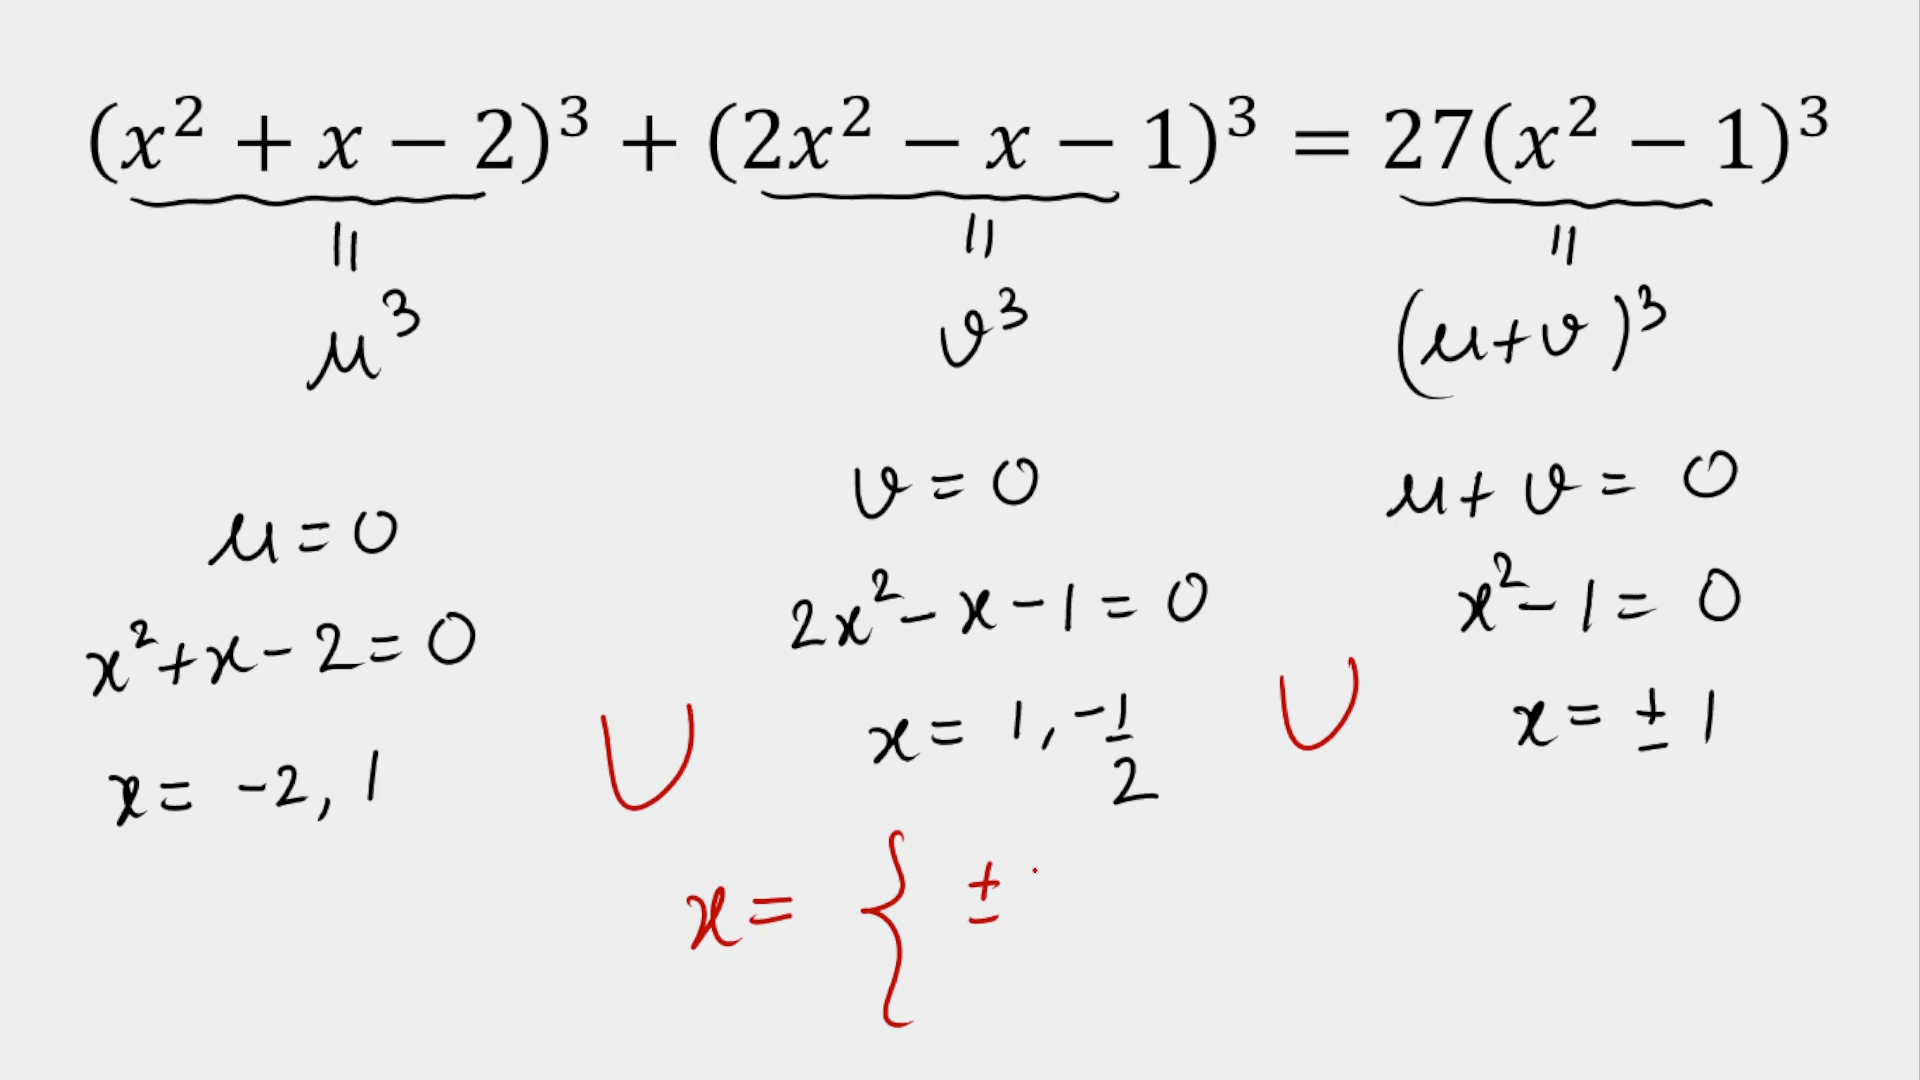 (x² + x − 2)³ + (2x² − x − 1)³ = 27(x² − 1)³
= = =
μ³ v³ (μ+v)³
μ=0 v=0 μ+v=0
x²+x−2=0 2x²−x−1=0 x²−1=0
x= −2, 1 ∪ x= 1, −1/2 ∪ x= ±1
x= { ±